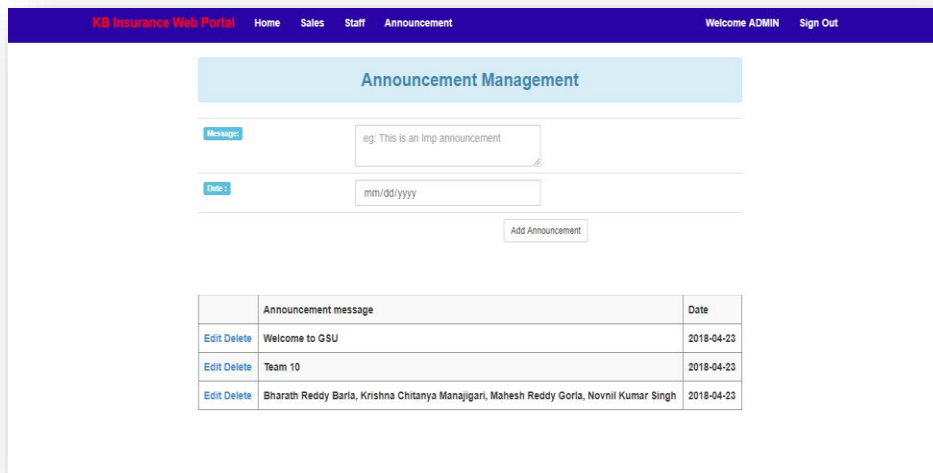 KB Insurance Web Portal Home Sales Staff Announcement Welcome ADMIN Sign Out
Announcement Management
Message:
eg: This is an Imp announcement
Date :
mm/dd/yyyy
Add Announcement
Announcement message Date
Edit Delete Welcome to GSU 2018-04-23
Edit Delete Team 10 2018-04-23
Edit Delete Bharath Reddy Barla, Krishna Chitanya Manajigari, Mahesh Reddy Gorla, Novnil Kumar Singh 2018-04-23